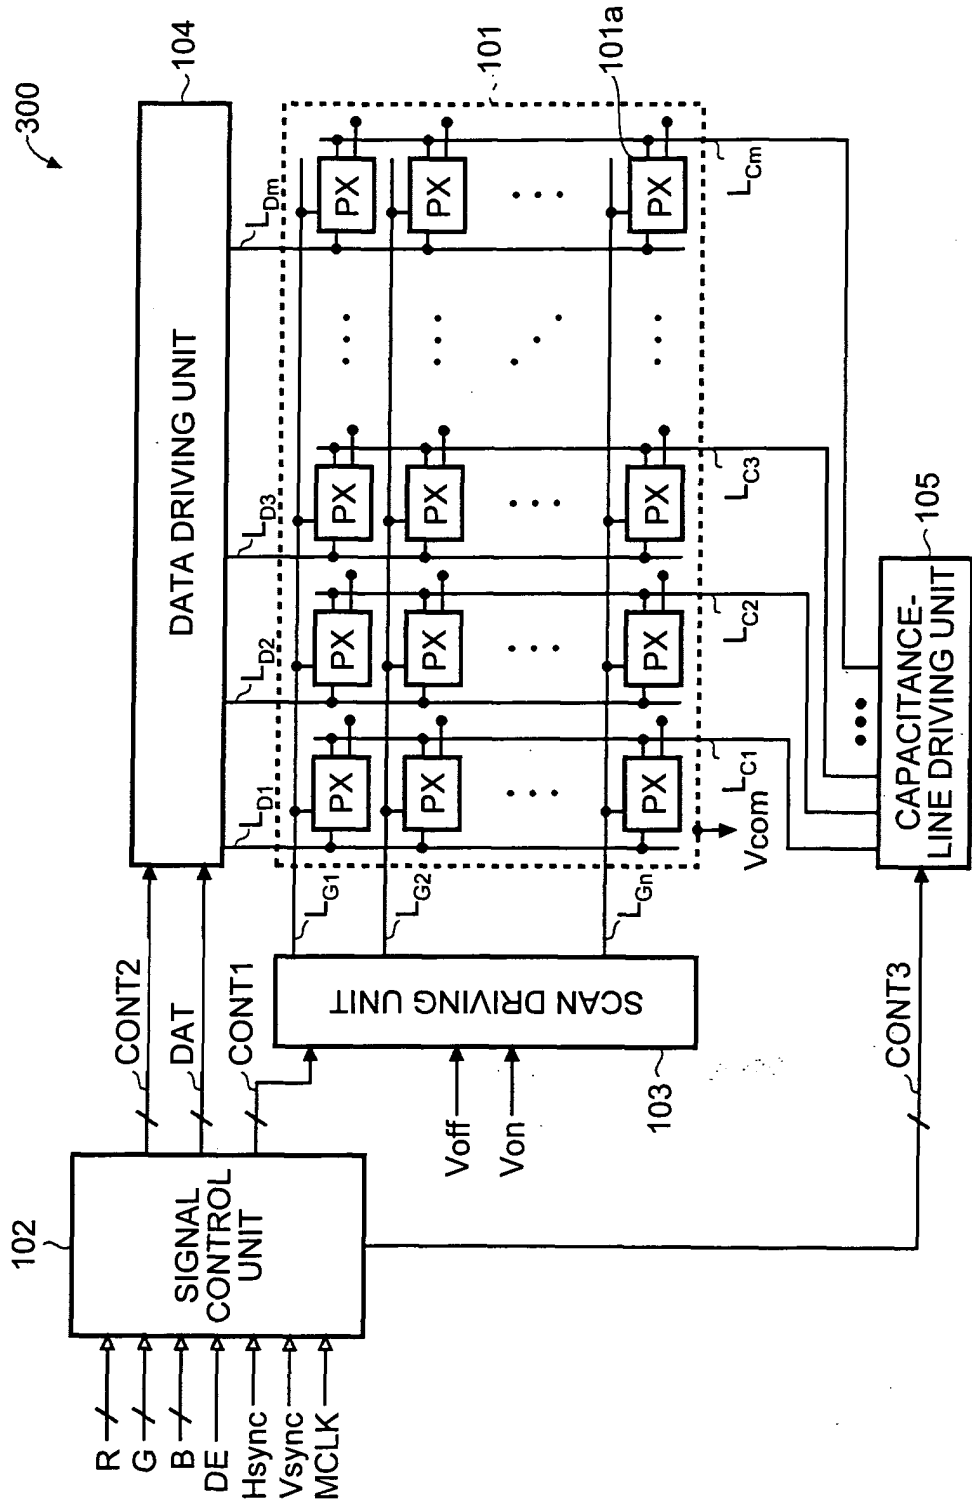 300
104
DATA DRIVING UNIT
102
SIGNAL
CONTROL
UNIT
R
G
B
DE
Hsync
Vsync
MCLK
CONT2
DAT
CONT1
CONT3
Voff
Von
SCAN DRIVING UNIT
103
LG1
LG2
LGn
LD1
LD2
LD3
LDm
101
101a
PX PX PX PX
PX PX PX PX
PX PX PX PX
Vcom
LC1
LC2
LC3
LCm
CAPACITANCE-
LINE DRIVING UNIT
105